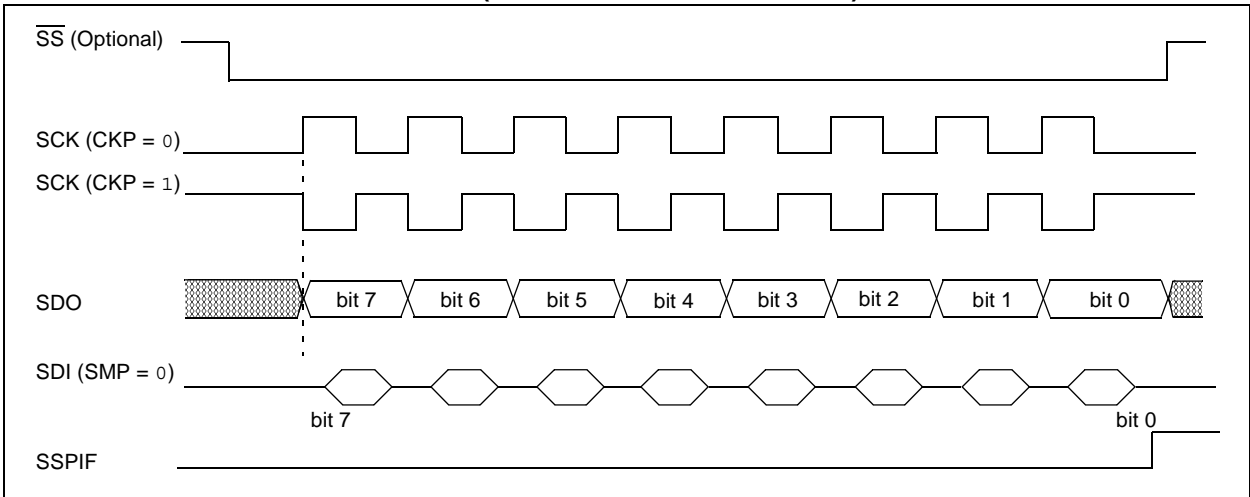 SS (Optional)
SCK (CKP = 0)
SCK (CKP = 1)
SDO
bit 7 bit 6 bit 5 bit 4 bit 3 bit 2 bit 1 bit 0
SDI (SMP = 0)
bit 7 bit 0
SSPIF